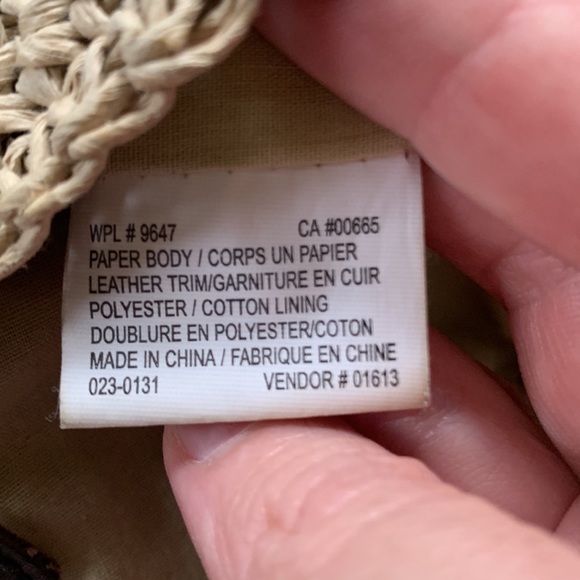 WPL # 9647 CA #00665
PAPER BODY / CORPS UN PAPIER
LEATHER TRIM/GARNITURE EN CUIR
POLYESTER / COTTON LINING
DOUBLURE EN POLYESTER/COTON
MADE IN CHINA / FABRIQUE EN CHINE
023-0131 VENDOR # 01613